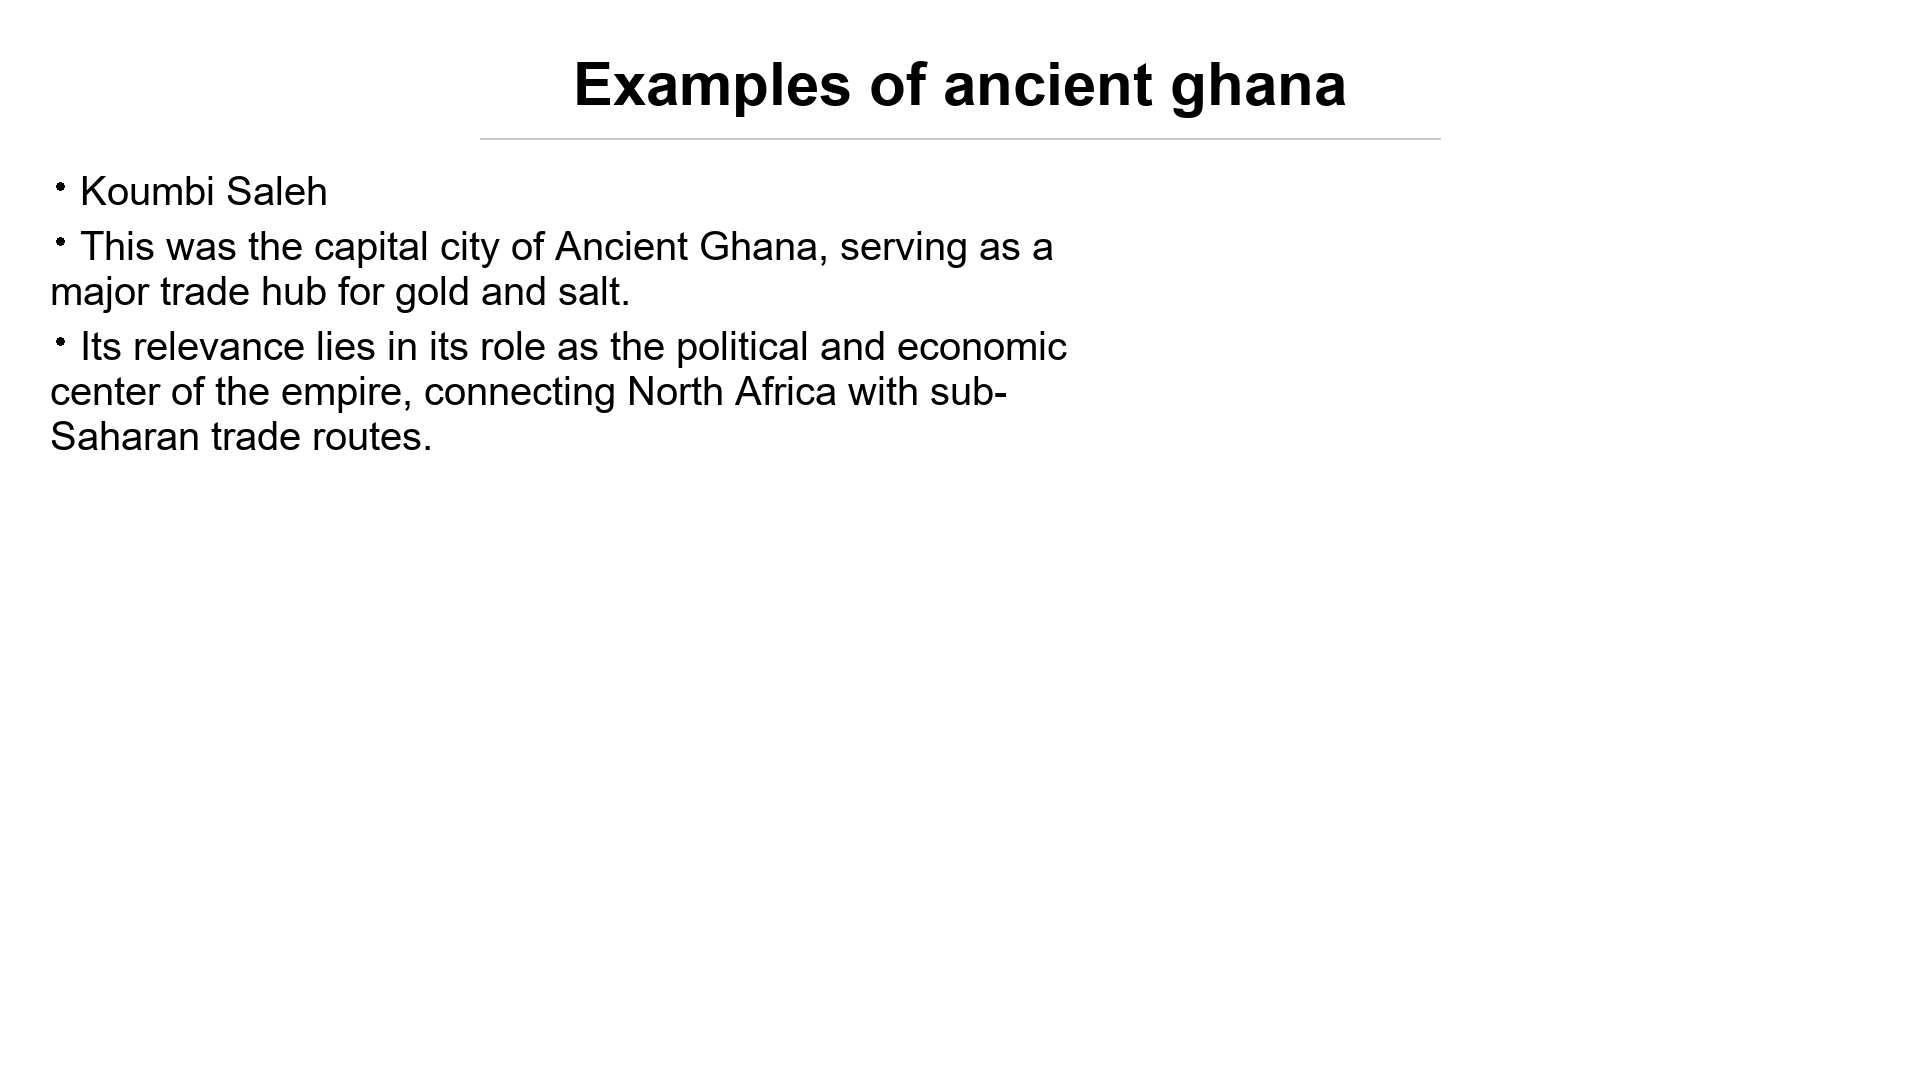 Examples of ancient ghana
• Koumbi Saleh
• This was the capital city of Ancient Ghana, serving as a
major trade hub for gold and salt.
• Its relevance lies in its role as the political and economic
center of the empire, connecting North Africa with sub-
Saharan trade routes.